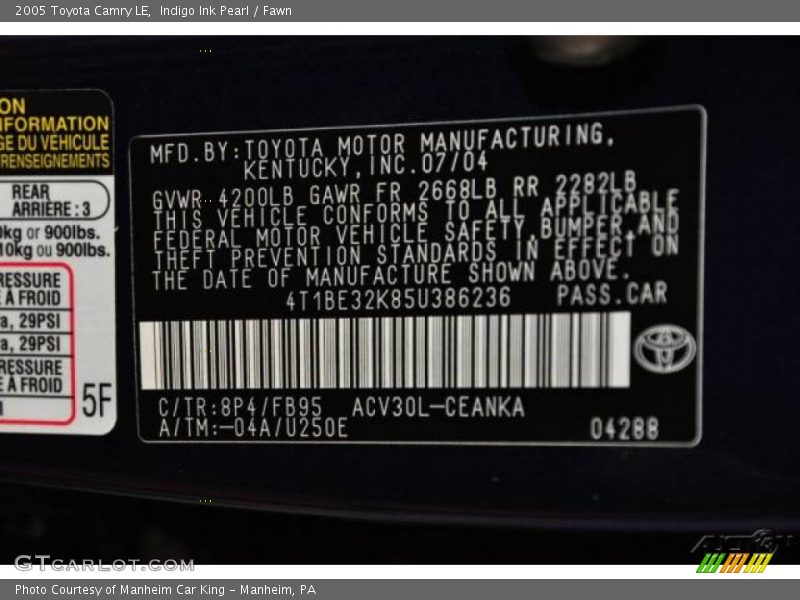 2005 Toyota Camry LE, Indigo Ink Pearl / Fawn
ON
NFORMATION
GE DU VEHICULE
RENSEIGNEMENTS
REAR
ARRIÈRE : 3
0kg or 900lbs.
10kg ou 900lbs.
RESSURE
E À FROID
a, 29PSI
a, 29PSI
RESSURE
E À FROID
5F
MFD.BY:TOYOTA MOTOR MANUFACTURING,
KENTUCKY,INC.07/04
GVWR 4200LB GAWR FR 2668LB RR 2282LB
THIS VEHICLE CONFORMS TO ALL APPLICABLE
FEDERAL MOTOR VEHICLE SAFETY,BUMPER,AND
THEFT PREVENTION STANDARDS IN EFFECT ON
THE DATE OF MANUFACTURE SHOWN ABOVE.
4T1BE32K85U386236 PASS.CAR
C/TR:8P4/FB95 ACV30L-CEANKA
A/TM:-04A/U250E 04288
GTcarlot.com
Photo Courtesy of Manheim Car King - Manheim, PA